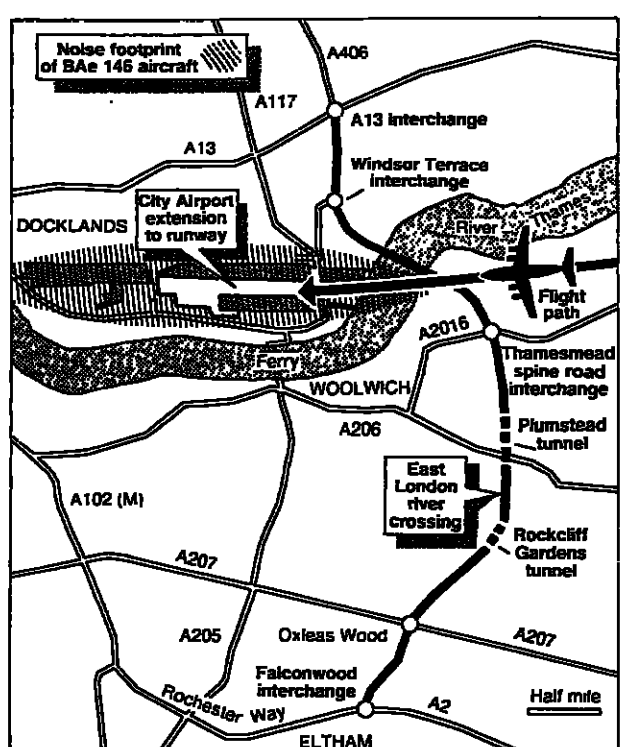 Noise footprint
of BAe 146 aircraft
A406
A117
A13 interchange
A13
Windsor Terrace
interchange
City Airport
extension
to runway
DOCKLANDS
River
Thames
Flight
path
A2016
Ferry
Thamesmead
spine road
interchange
WOOLWICH
A206
Plumstead
tunnel
East
London
river
crossing
A102 (M)
Rockcliff
Gardens
tunnel
A207
A205
Oxleas Wood
A207
Falconwood
interchange
Rochester Way
A2
Half mile
ELTHAM